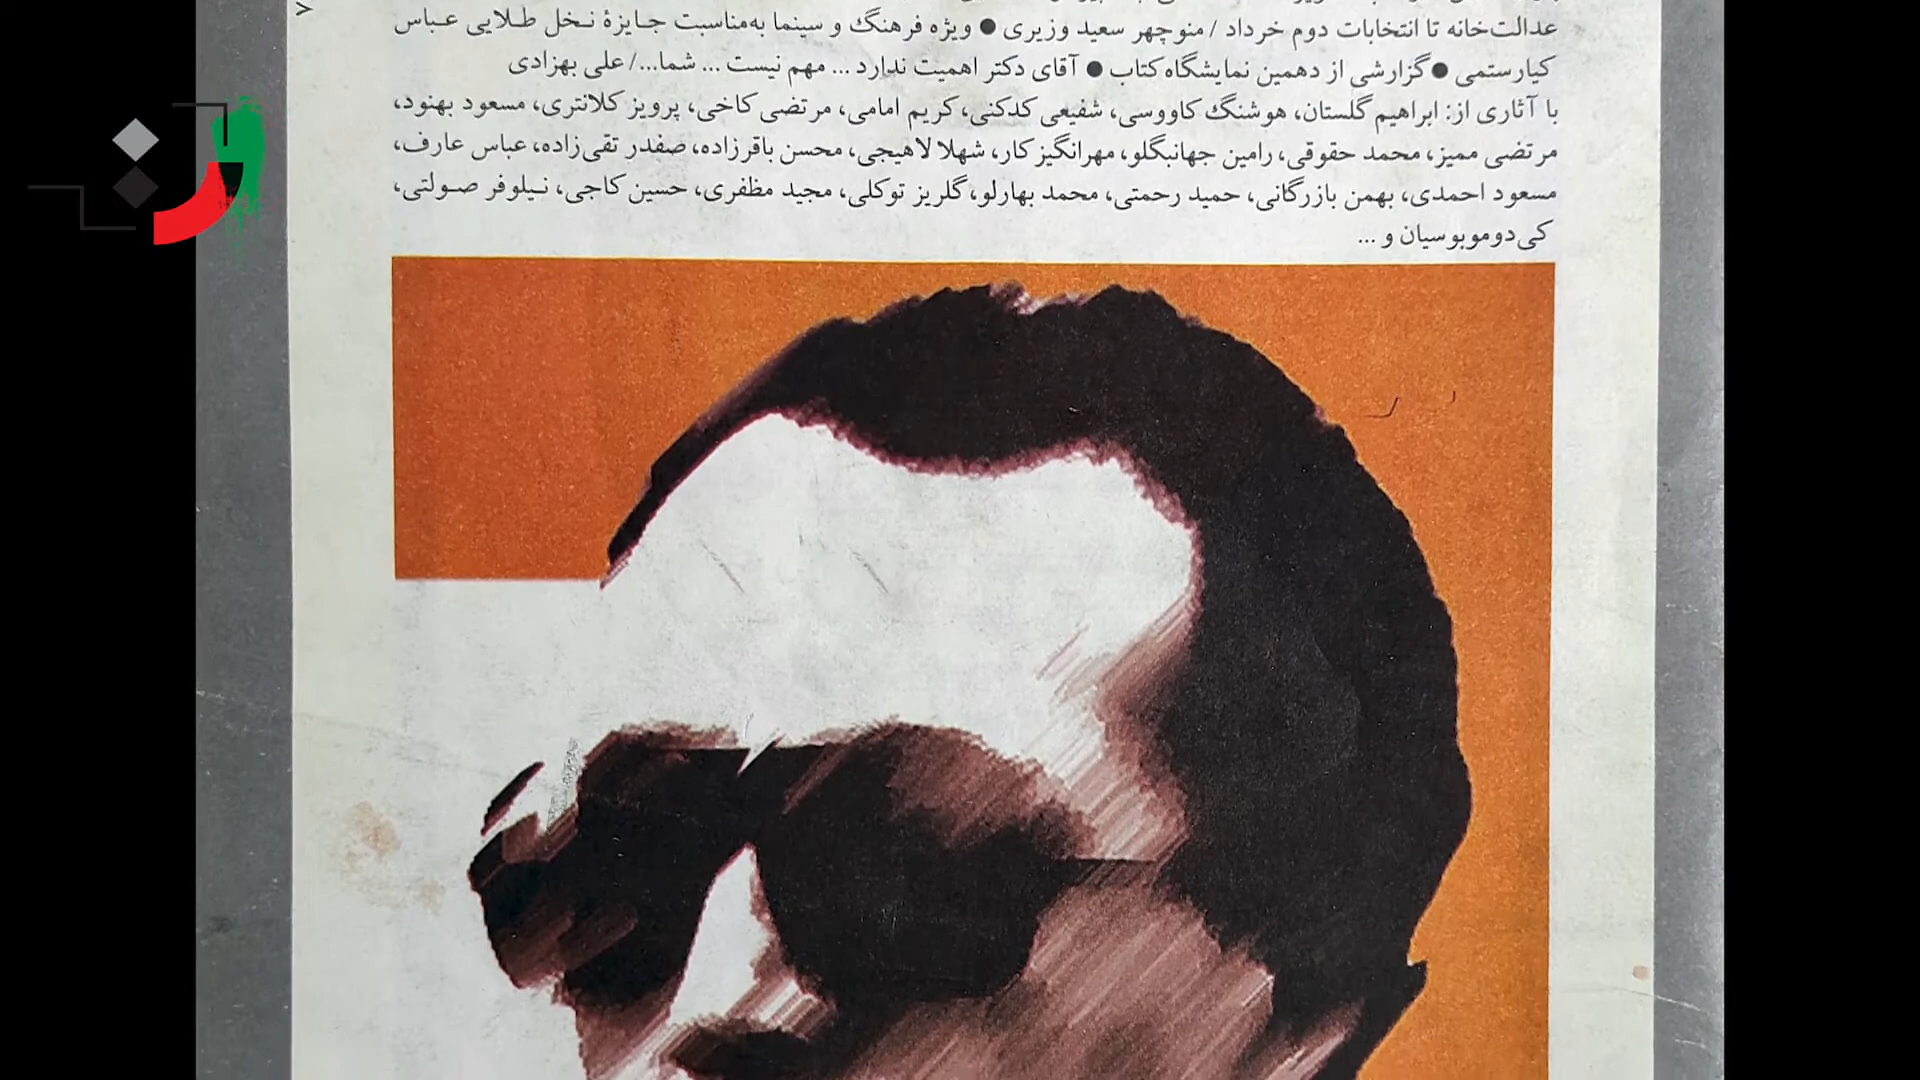 عدالت‌خانه تا انتخابات دوم خرداد / منوچهر سعید وزیری ● ویژه فرهنگ و سینما به‌مناسبت جایزهٔ نخل طلایی عباس
کیارستمی ● گزارشی از دهمین نمایشگاه کتاب ● آقای دکتر اهمیت ندارد ... مهم نیست ... شما.../ علی بهزادی
با آثاری از: ابراهیم گلستان، هوشنگ کاووسی، شفیعی کدکنی، کریم امامی، مرتضی کاخی، پرویز کلانتری، مسعود بهنود،
مرتضی ممیز، محمد حقوقی، رامین جهانبگلو، مهرانگیز کار، شهلا لاهیجی، محسن باقرزاده، صفدر تقی‌زاده، عباس عارف،
مسعود احمدی، بهمن بازرگانی، حمید رحمتی، محمد بهارلو، گلریز توکلی، مجید مظفری، حسین کاجی، نیلوفر صولتی،
کی‌دوموبوسیان و ...